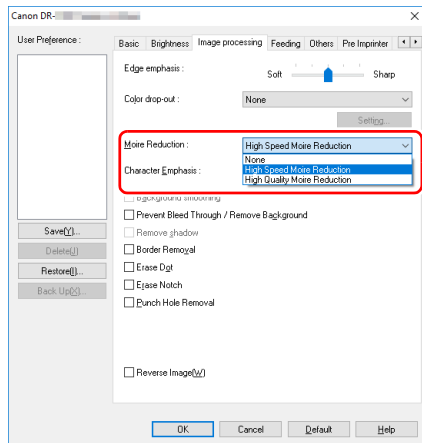 Canon DR-
User Preference :
Basic Brightness Image processing Feeding Others Pre Imprinter
Edge emphasis :
Soft Sharp
Color drop-out :
None
Setting...
Moire Reduction :
High Speed Moire Reduction
None
Character Emphasis :
High Speed Moire Reduction
High Quality Moire Reduction
Background smoothing
Prevent Bleed Through / Remove Background
Save(Y)...
Remove shadow
Delete(J)
Border Removal
Restore(I)...
Erase Dot
Back Up(X)...
Erase Notch
Punch Hole Removal
Reverse Image(W)
OK Cancel Default Help